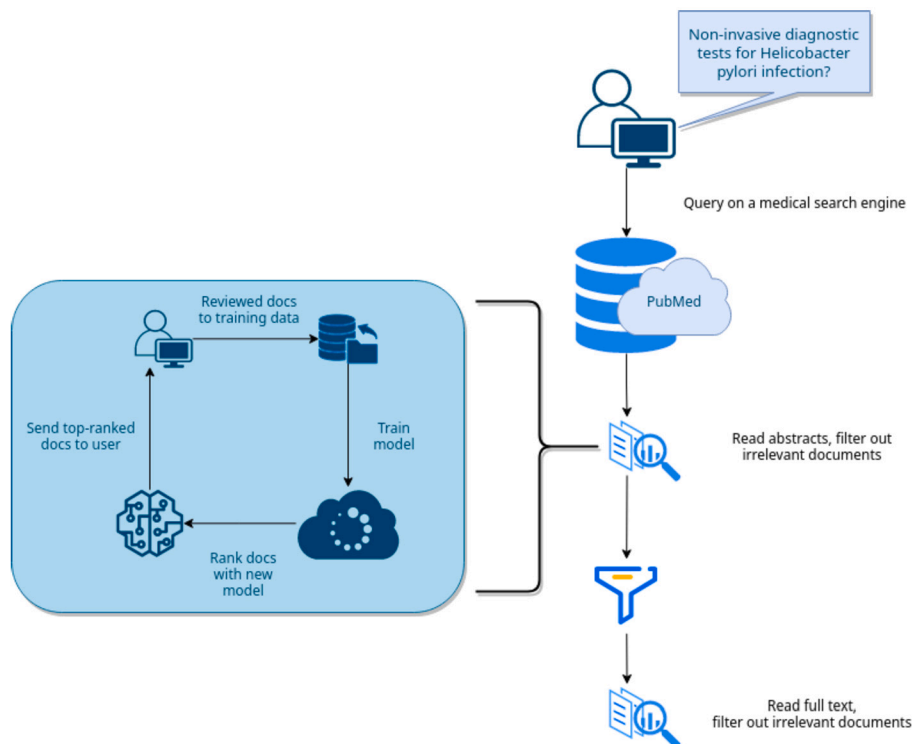 Non-invasive diagnostic
tests for Helicobacter
pylori infection?
Query on a medical search engine
PubMed
Reviewed docs
to training data
Send top-ranked
docs to user
Train
model
Rank docs
with new
model
Read abstracts, filter out
irrelevant documents
Read full text,
filter out irrelevant documents